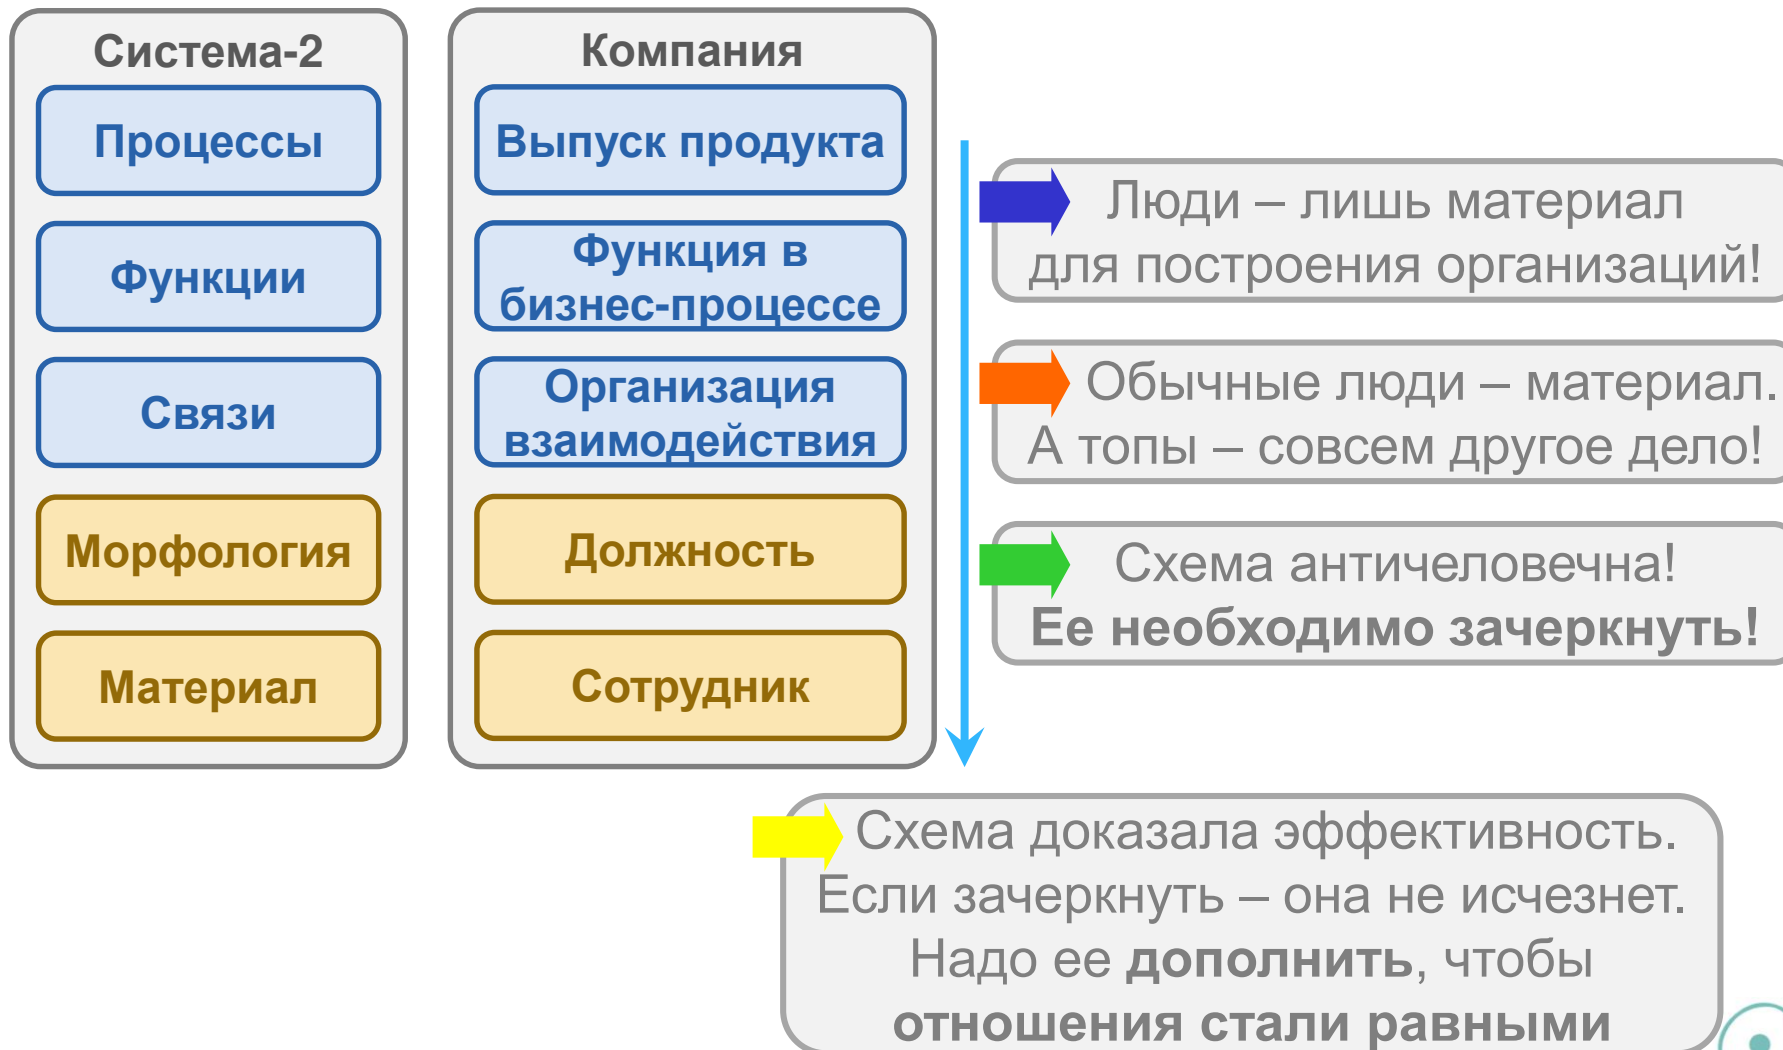 Система-2
Процессы
Функции
Связи
Морфология
Материал
Компания
Выпуск продукта
Функция в
бизнес-процессе
Организация
взаимодействия
Должность
Сотрудник
Люди – лишь материал
для построения организаций!
Обычные люди – материал.
А топы – совсем другое дело!
Схема античеловечна!
Ее необходимо зачеркнуть!
Схема доказала эффективность.
Если зачеркнуть – она не исчезнет.
Надо ее дополнить, чтобы
отношения стали равными